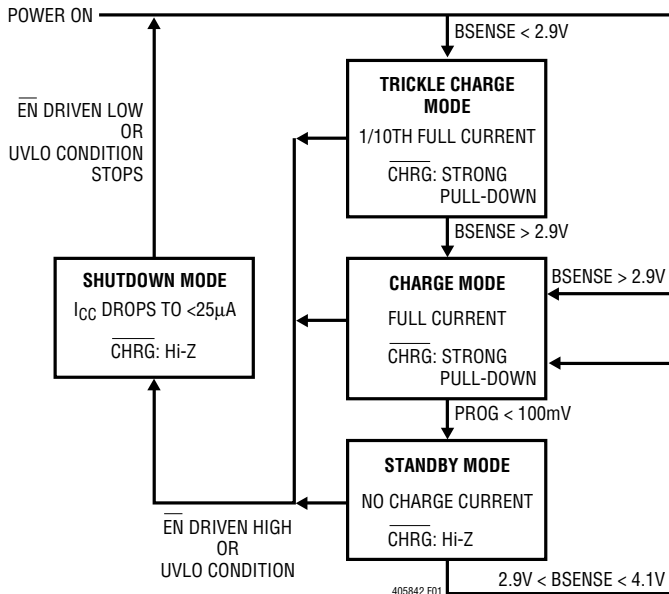 POWER ON
BSENSE < 2.9V
TRICKLE CHARGE
MODE
1/10TH FULL CURRENT
CHRG: STRONG
PULL-DOWN
EN DRIVEN LOW
OR
UVLO CONDITION
STOPS
BSENSE > 2.9V
SHUTDOWN MODE
ICC DROPS TO <25µA
CHRG: Hi-Z
CHARGE MODE
FULL CURRENT
CHRG: STRONG
PULL-DOWN
BSENSE > 2.9V
PROG < 100mV
STANDBY MODE
NO CHARGE CURRENT
CHRG: Hi-Z
EN DRIVEN HIGH
OR
UVLO CONDITION
405842 F01
2.9V < BSENSE < 4.1V